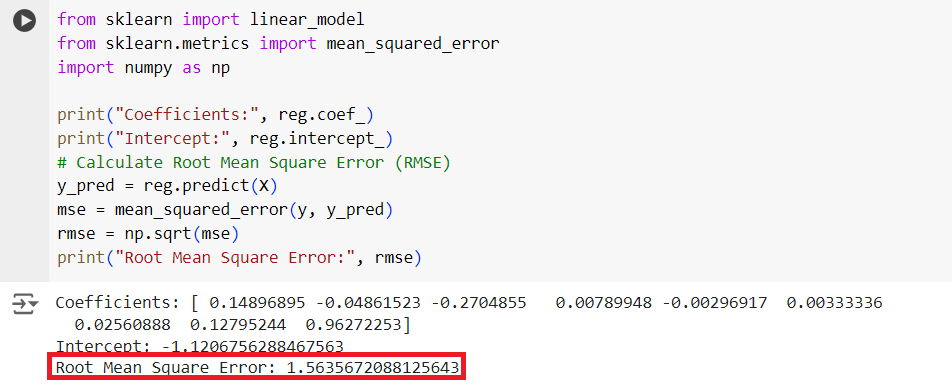 from sklearn import linear_model
from sklearn.metrics import mean_squared_error
import numpy as np
print("Coefficients:", reg.coef_)
print("Intercept:", reg.intercept_)
# Calculate Root Mean Square Error (RMSE)
y_pred = reg.predict(X)
mse = mean_squared_error(y, y_pred)
rmse = np.sqrt(mse)
print("Root Mean Square Error:", rmse)
Coefficients: [ 0.14896895 -0.04861523 -0.2704855   0.00789948 -0.00296917  0.00333336
  0.02560888  0.12795244  0.96272253]
Intercept: -1.1206756288467563
Root Mean Square Error: 1.5635672088125643